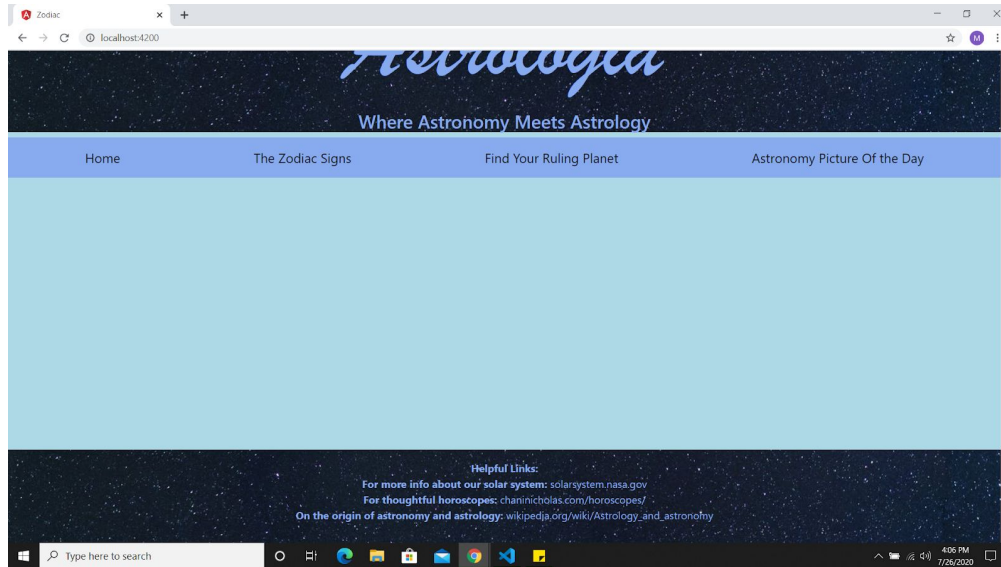 Zodiac
localhost:4200
M
Astrologia
Where Astronomy Meets Astrology
Home The Zodiac Signs Find Your Ruling Planet Astronomy Picture Of the Day
Helpful Links:
For more info about our solar system: solarsystem.nasa.gov
For thoughtful horoscopes: chaninicholas.com/horoscopes/
On the origin of astronomy and astrology: wikipedia.org/wiki/Astrology_and_astronomy
Type here to search
4:06 PM
7/26/2020